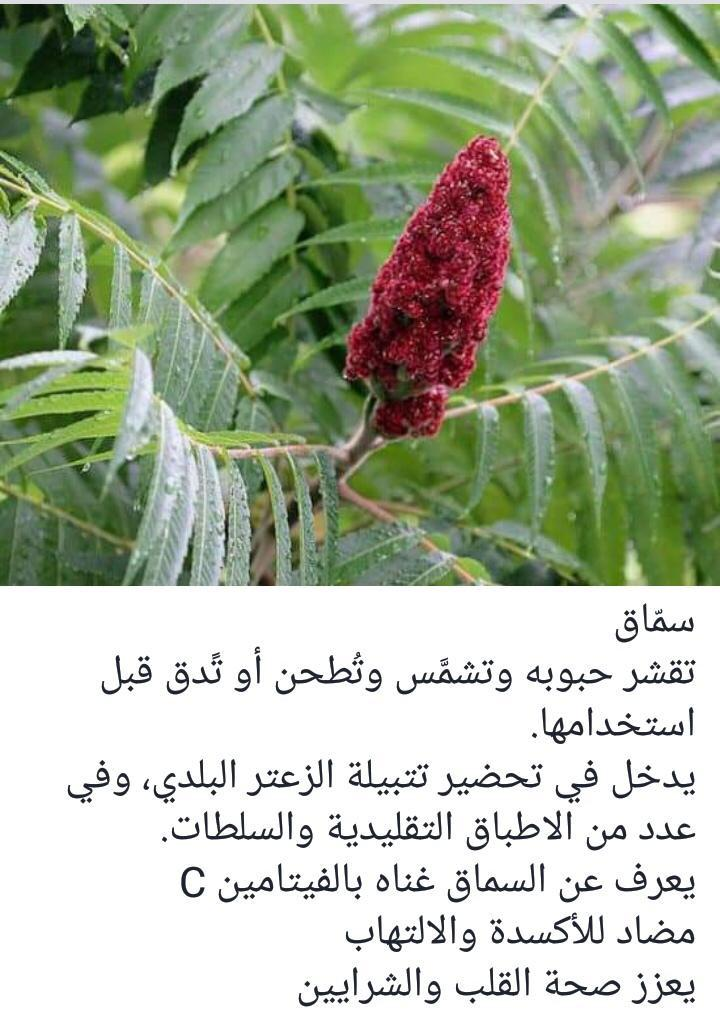 سمّاق
تقشر حبوبه وتشمَّس وتُطحن أو تًدق قبل
استخدامها.
يدخل في تحضير تتبيلة الزعتر البلدي، وفي
عدد من الاطباق التقليدية والسلطات.
يعرف عن السماق غناه بالفيتامين C
مضاد للأكسدة والالتهاب
يعزز صحة القلب والشرايين